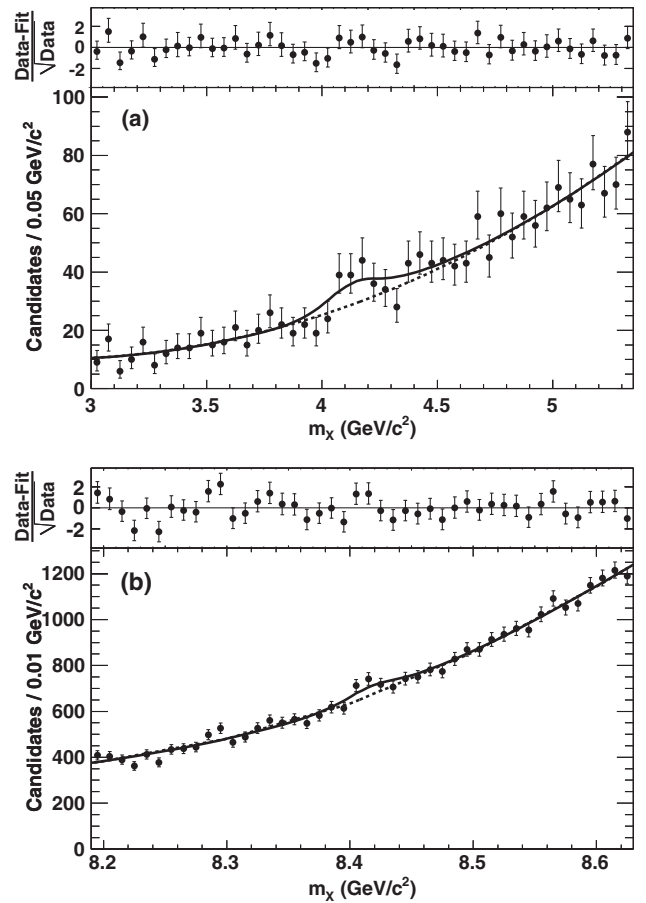 Data-Fit
√Data
2
0
-2
100
80
60
40
20
0
(a)
Candidates / 0.05 GeV/c²
3 3.5 4 4.5 5
mX (GeV/c²)
Data-Fit
√Data
2
0
-2
1200
1000
800
600
400
200
0
(b)
Candidates / 0.01 GeV/c²
8.2 8.3 8.4 8.5 8.6
mX (GeV/c²)